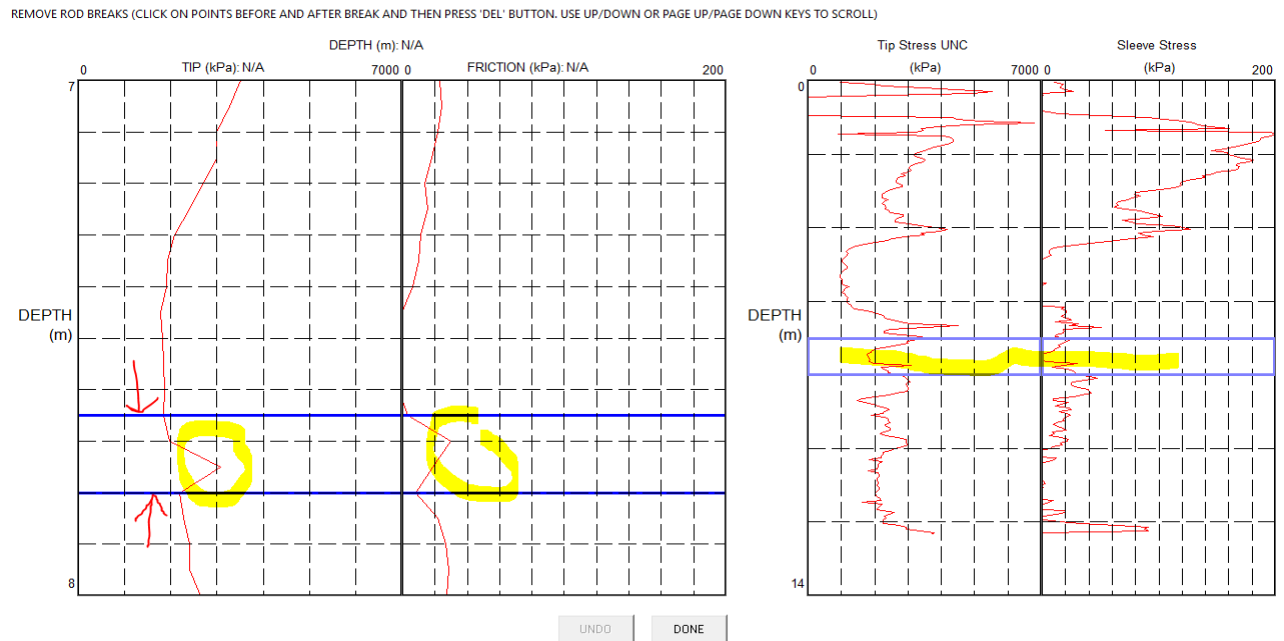 REMOVE ROD BREAKS (CLICK ON POINTS BEFORE AND AFTER BREAK AND THEN PRESS 'DEL' BUTTON. USE UP/DOWN OR PAGE UP/PAGE DOWN KEYS TO SCROLL)
DEPTH (m): N/A
0 TIP (kPa): N/A 7000 0 FRICTION (kPa): N/A 200
7
DEPTH
(m)
8
Tip Stress UNC Sleeve Stress
0 (kPa) 7000 0 (kPa) 200
0
DEPTH
(m)
14
UNDO DONE